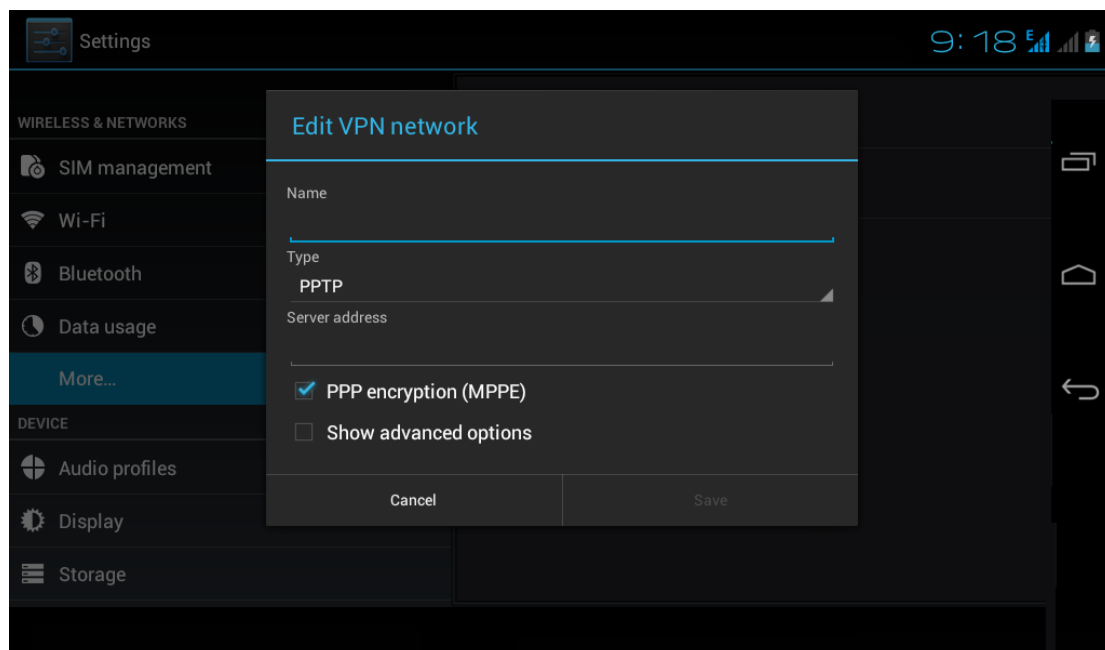 Settings
9:18
E
WIRELESS & NETWORKS
SIM management
Wi-Fi
Bluetooth
Data usage
More...
DEVICE
Audio profiles
Display
Storage
Edit VPN network
Name
Type
PPTP
Server address
PPP encryption (MPPE)
Show advanced options
Cancel
Save